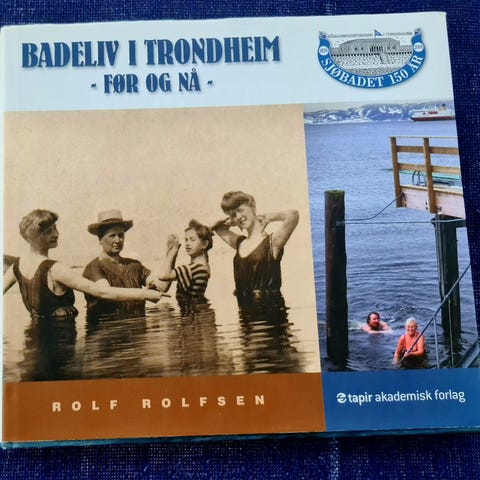 BADELIV I TRONDHEIM
- FØR OG NÅ -
SJØBADET 150 ÅR
ROLF ROLFSEN
tapir akademisk forlag